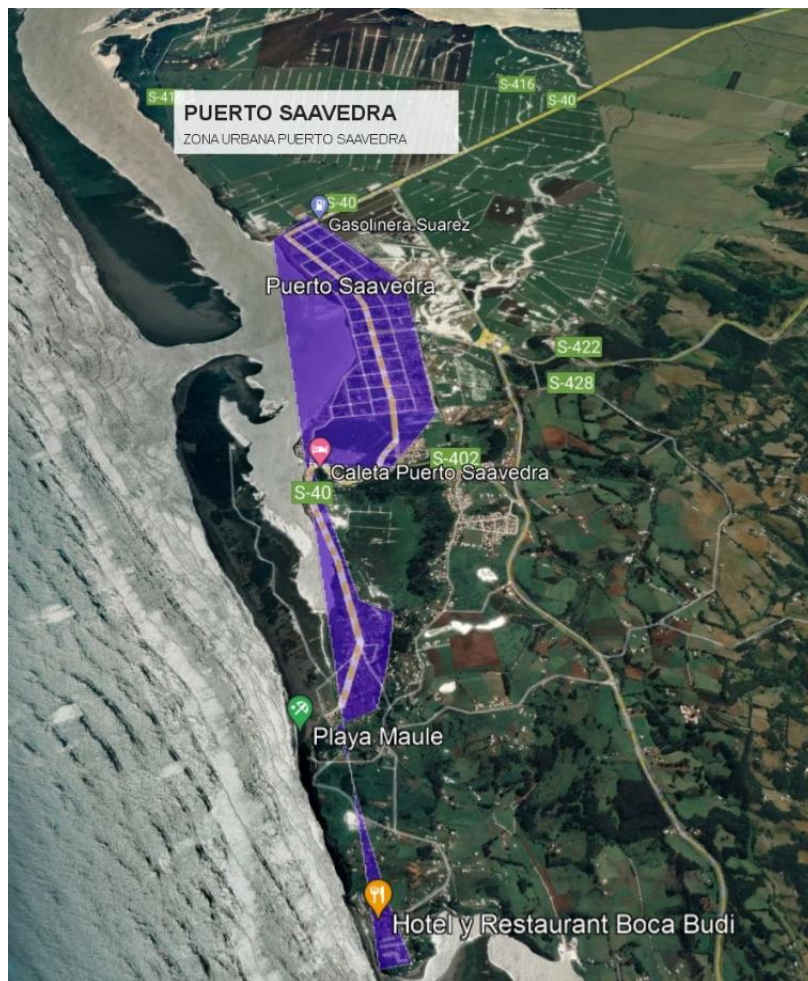 S-416
S-40
S-41
PUERTO SAAVEDRA
ZONA URBANA PUERTO SAAVEDRA
S-40
Gasolinera Suarez
Puerto Saavedra
S-422
S-428
S-402
Caleta Puerto Saavedra
S-40
Playa Maule
Hotel y Restaurant Boca Budi